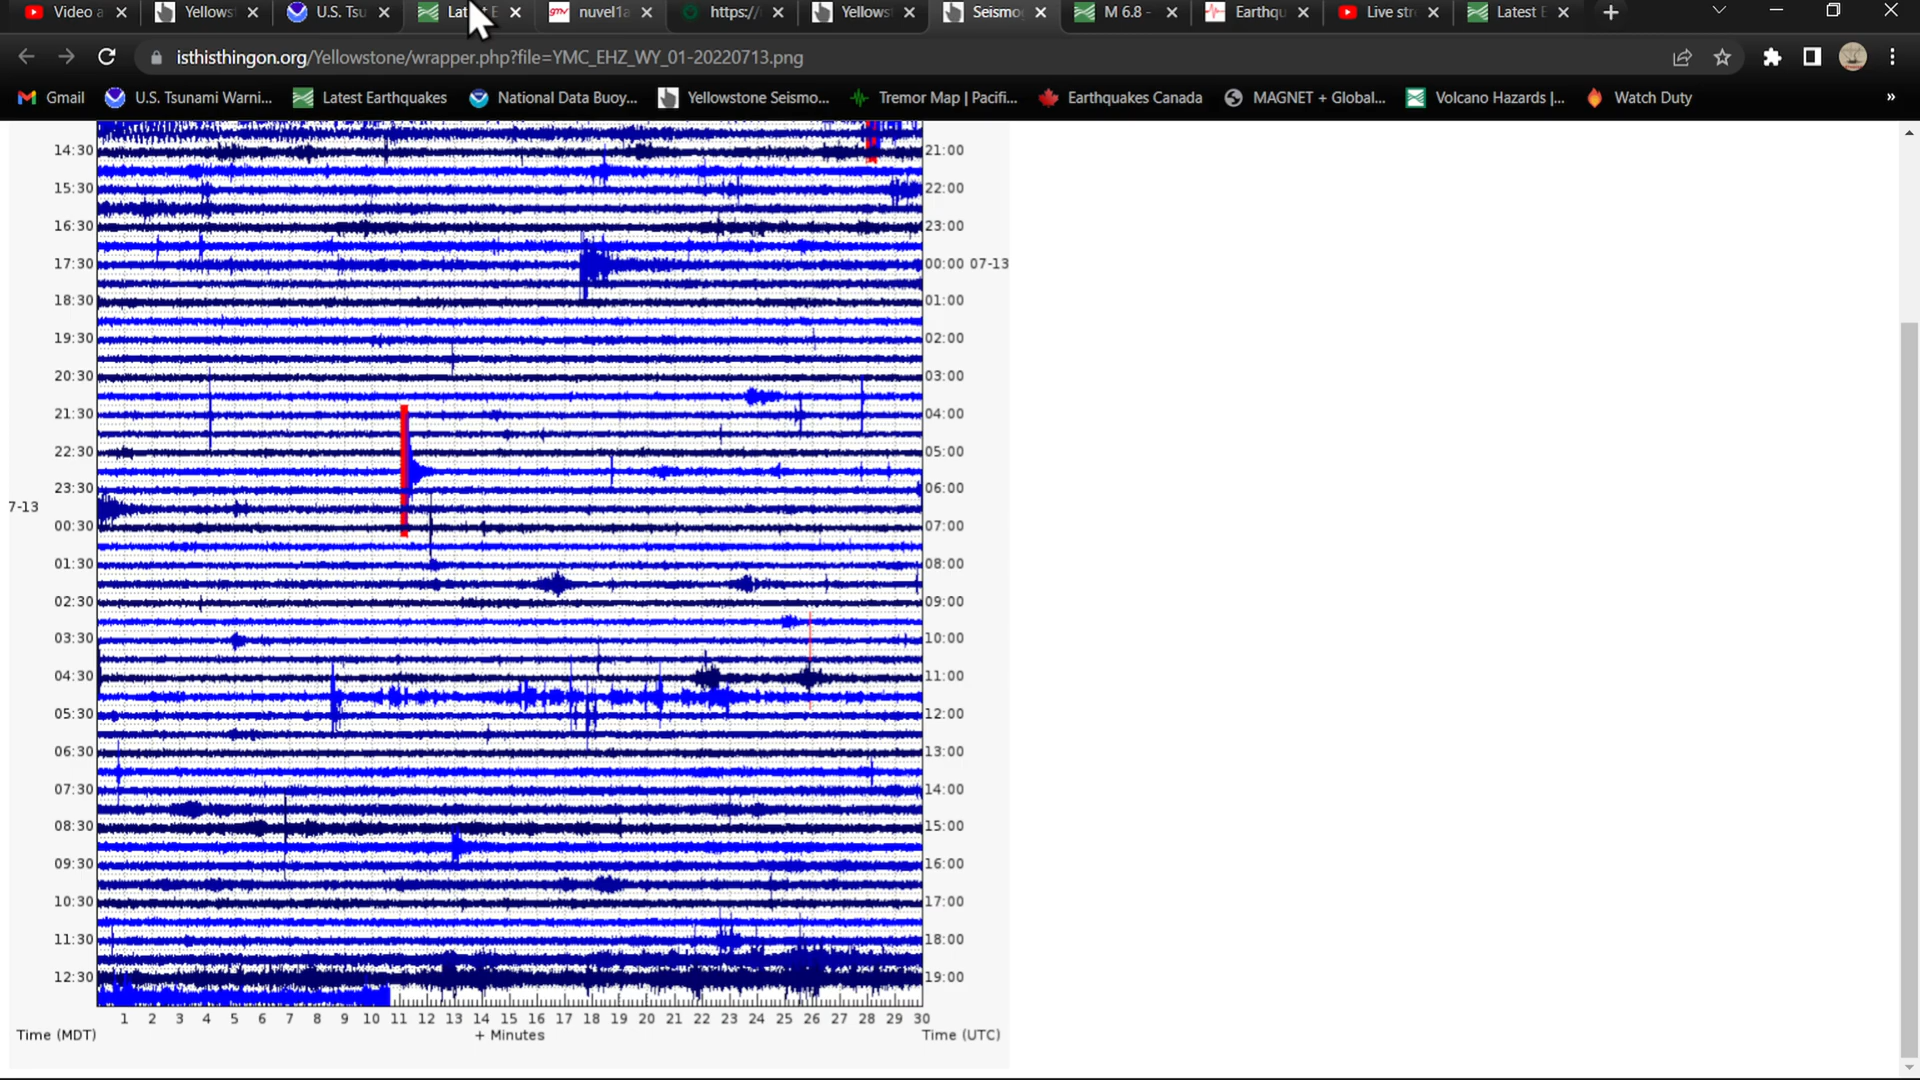 Video a
Yellows
U.S. Tsu
Lat E
nuvel1a
https://
Yellows
Seismo
M 6.8 -
Earthqu
Live str
Latest E
isthisthingon.org/Yellowstone/wrapper.php?file=YMC_EHZ_WY_01-20220713.png
Gmail
U.S. Tsunami Warni...
Latest Earthquakes
National Data Buoy...
Yellowstone Seismo...
Tremor Map | Pacifi...
Earthquakes Canada
MAGNET + Global...
Volcano Hazards |...
Watch Duty
»
14:30 21:00
15:30 22:00
16:30 23:00
17:30 00:00 07-13
18:30 01:00
19:30 02:00
20:30 03:00
21:30 04:00
22:30 05:00
23:30 06:00
7-13
00:30 07:00
01:30 08:00
02:30 09:00
03:30 10:00
04:30 11:00
05:30 12:00
06:30 13:00
07:30 14:00
08:30 15:00
09:30 16:00
10:30 17:00
11:30 18:00
12:30 19:00
1 2 3 4 5 6 7 8 9 10 11 12 13 14 15 16 17 18 19 20 21 22 23 24 25 26 27 28 29 30
Time (MDT) + Minutes Time (UTC)